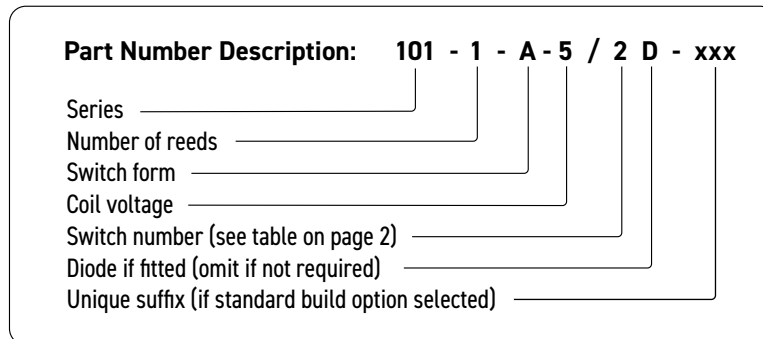 Part Number Description: 101 - 1 - A - 5 / 2 D - xxx
Series
Number of reeds
Switch form
Coil voltage
Switch number (see table on page 2)
Diode if fitted (omit if not required)
Unique suffix (if standard build option selected)